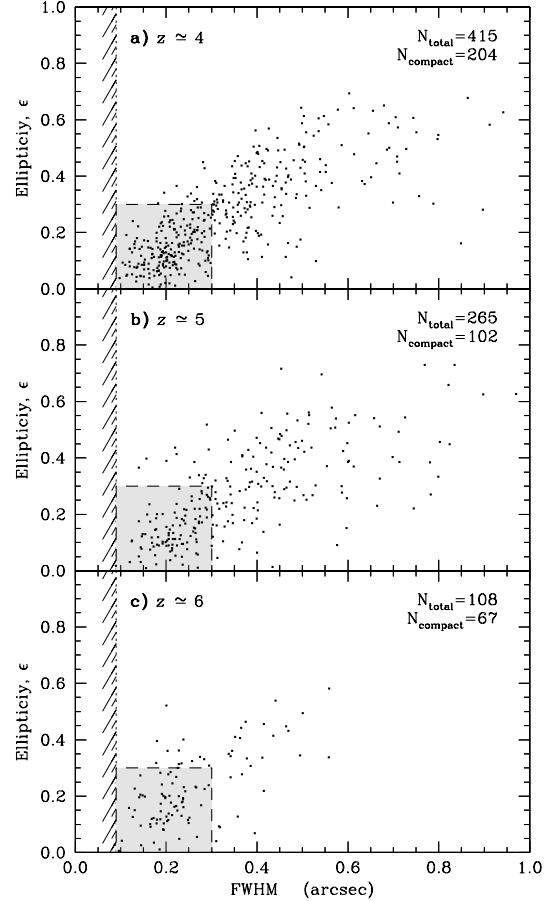 1.0
a) z ≃ 4
N_total=415
N_compact=204
0.8
0.6
Ellipticiy, ϵ
0.4
0.2
0.0
b) z ≃ 5
N_total=265
N_compact=102
0.8
0.6
Ellipticiy, ϵ
0.4
0.2
0.0
c) z ≃ 6
N_total=108
N_compact=67
0.8
0.6
Ellipticiy, ϵ
0.4
0.2
0.0
0.0 0.2 0.4 0.6 0.8 1.0
FWHM (arcsec)